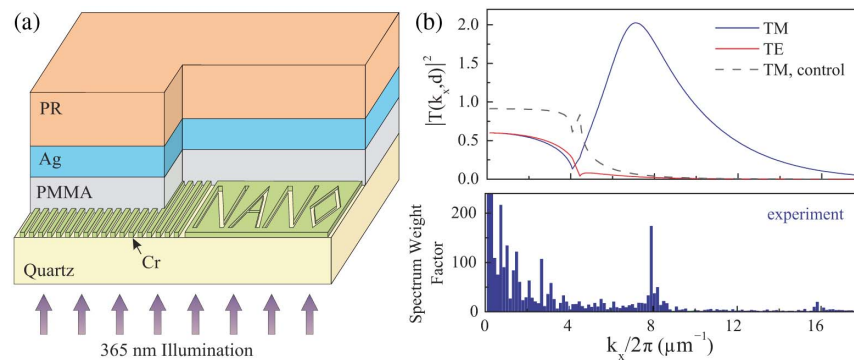 (a)
PR
Ag
PMMA
NANO
Cr
Quartz
365 nm Illumination
(b)
|T(k_x,d)|²
2.0
1.5
1.0
0.5
0.0
TM
TE
TM, control
Spectrum Weight
Factor
200
100
0
experiment
0 4 8 12 16
k_x/2π (μm⁻¹)